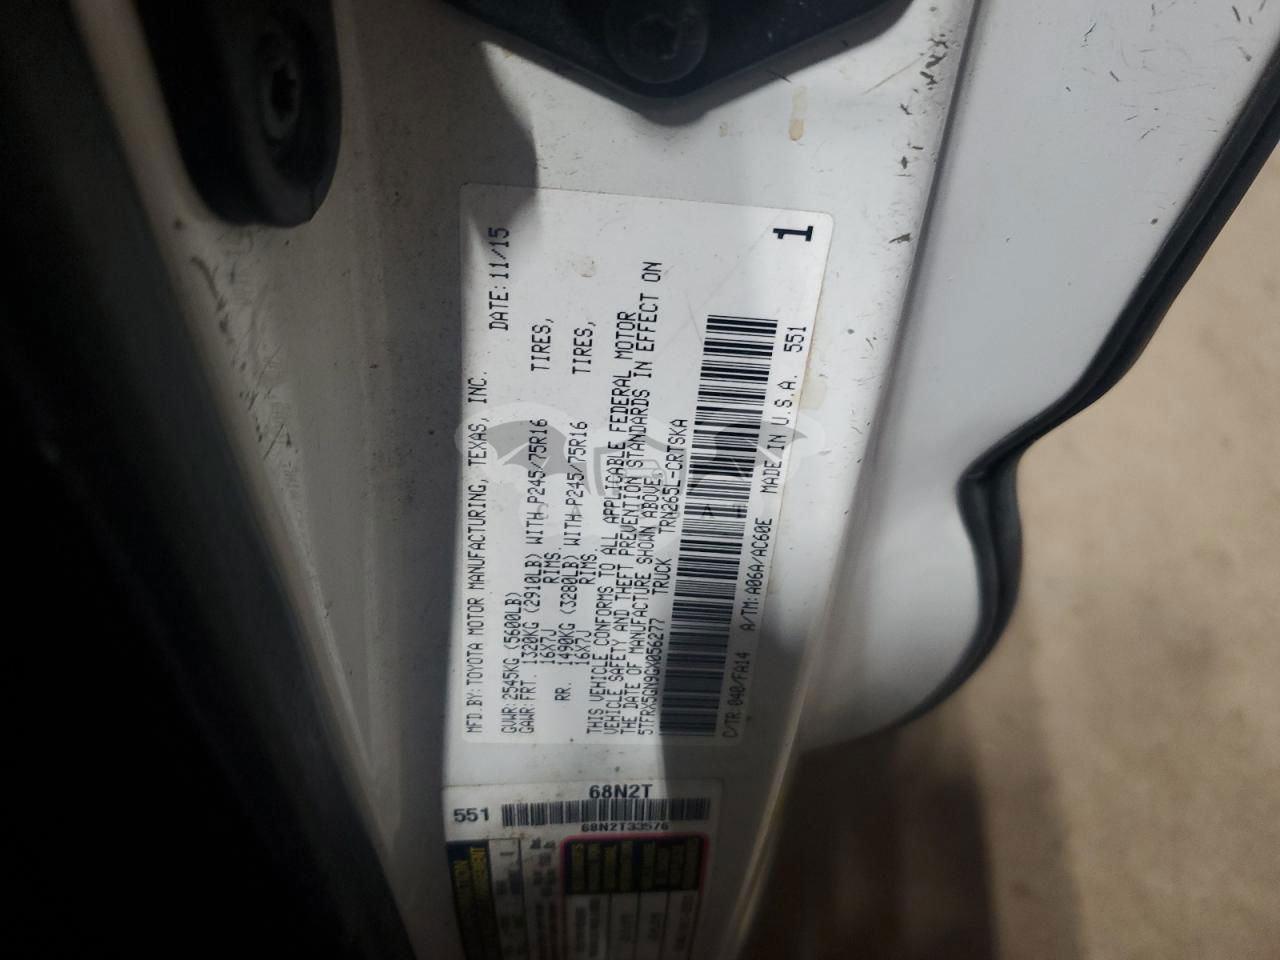 MFD.BY:TOYOTA MOTOR MANUFACTURING, TEXAS, INC. DATE:11/15
GVWR:2545KG (5600LB)
GAWR:FRT. 1320KG (2910LB) WITH P245/75R16 TIRES,
16X7J RIMS.
RR. 1490KG (3280LB) WITH P245/75R16 TIRES,
16X7J RIMS.
THIS VEHICLE CONFORMS TO ALL APPLICABLE FEDERAL MOTOR
VEHICLE SAFETY AND THEFT PREVENTION STANDARDS IN EFFECT ON
THE DATE OF MANUFACTURE SHOWN ABOVE.
5TFRX5GN9GX056277 TRUCK TRN265L-CRTSKA
C/TR:040/FA14 A/TM:A06A/AC60E MADE IN U.S.A. 551
1
68N2T
551
68N2T33576